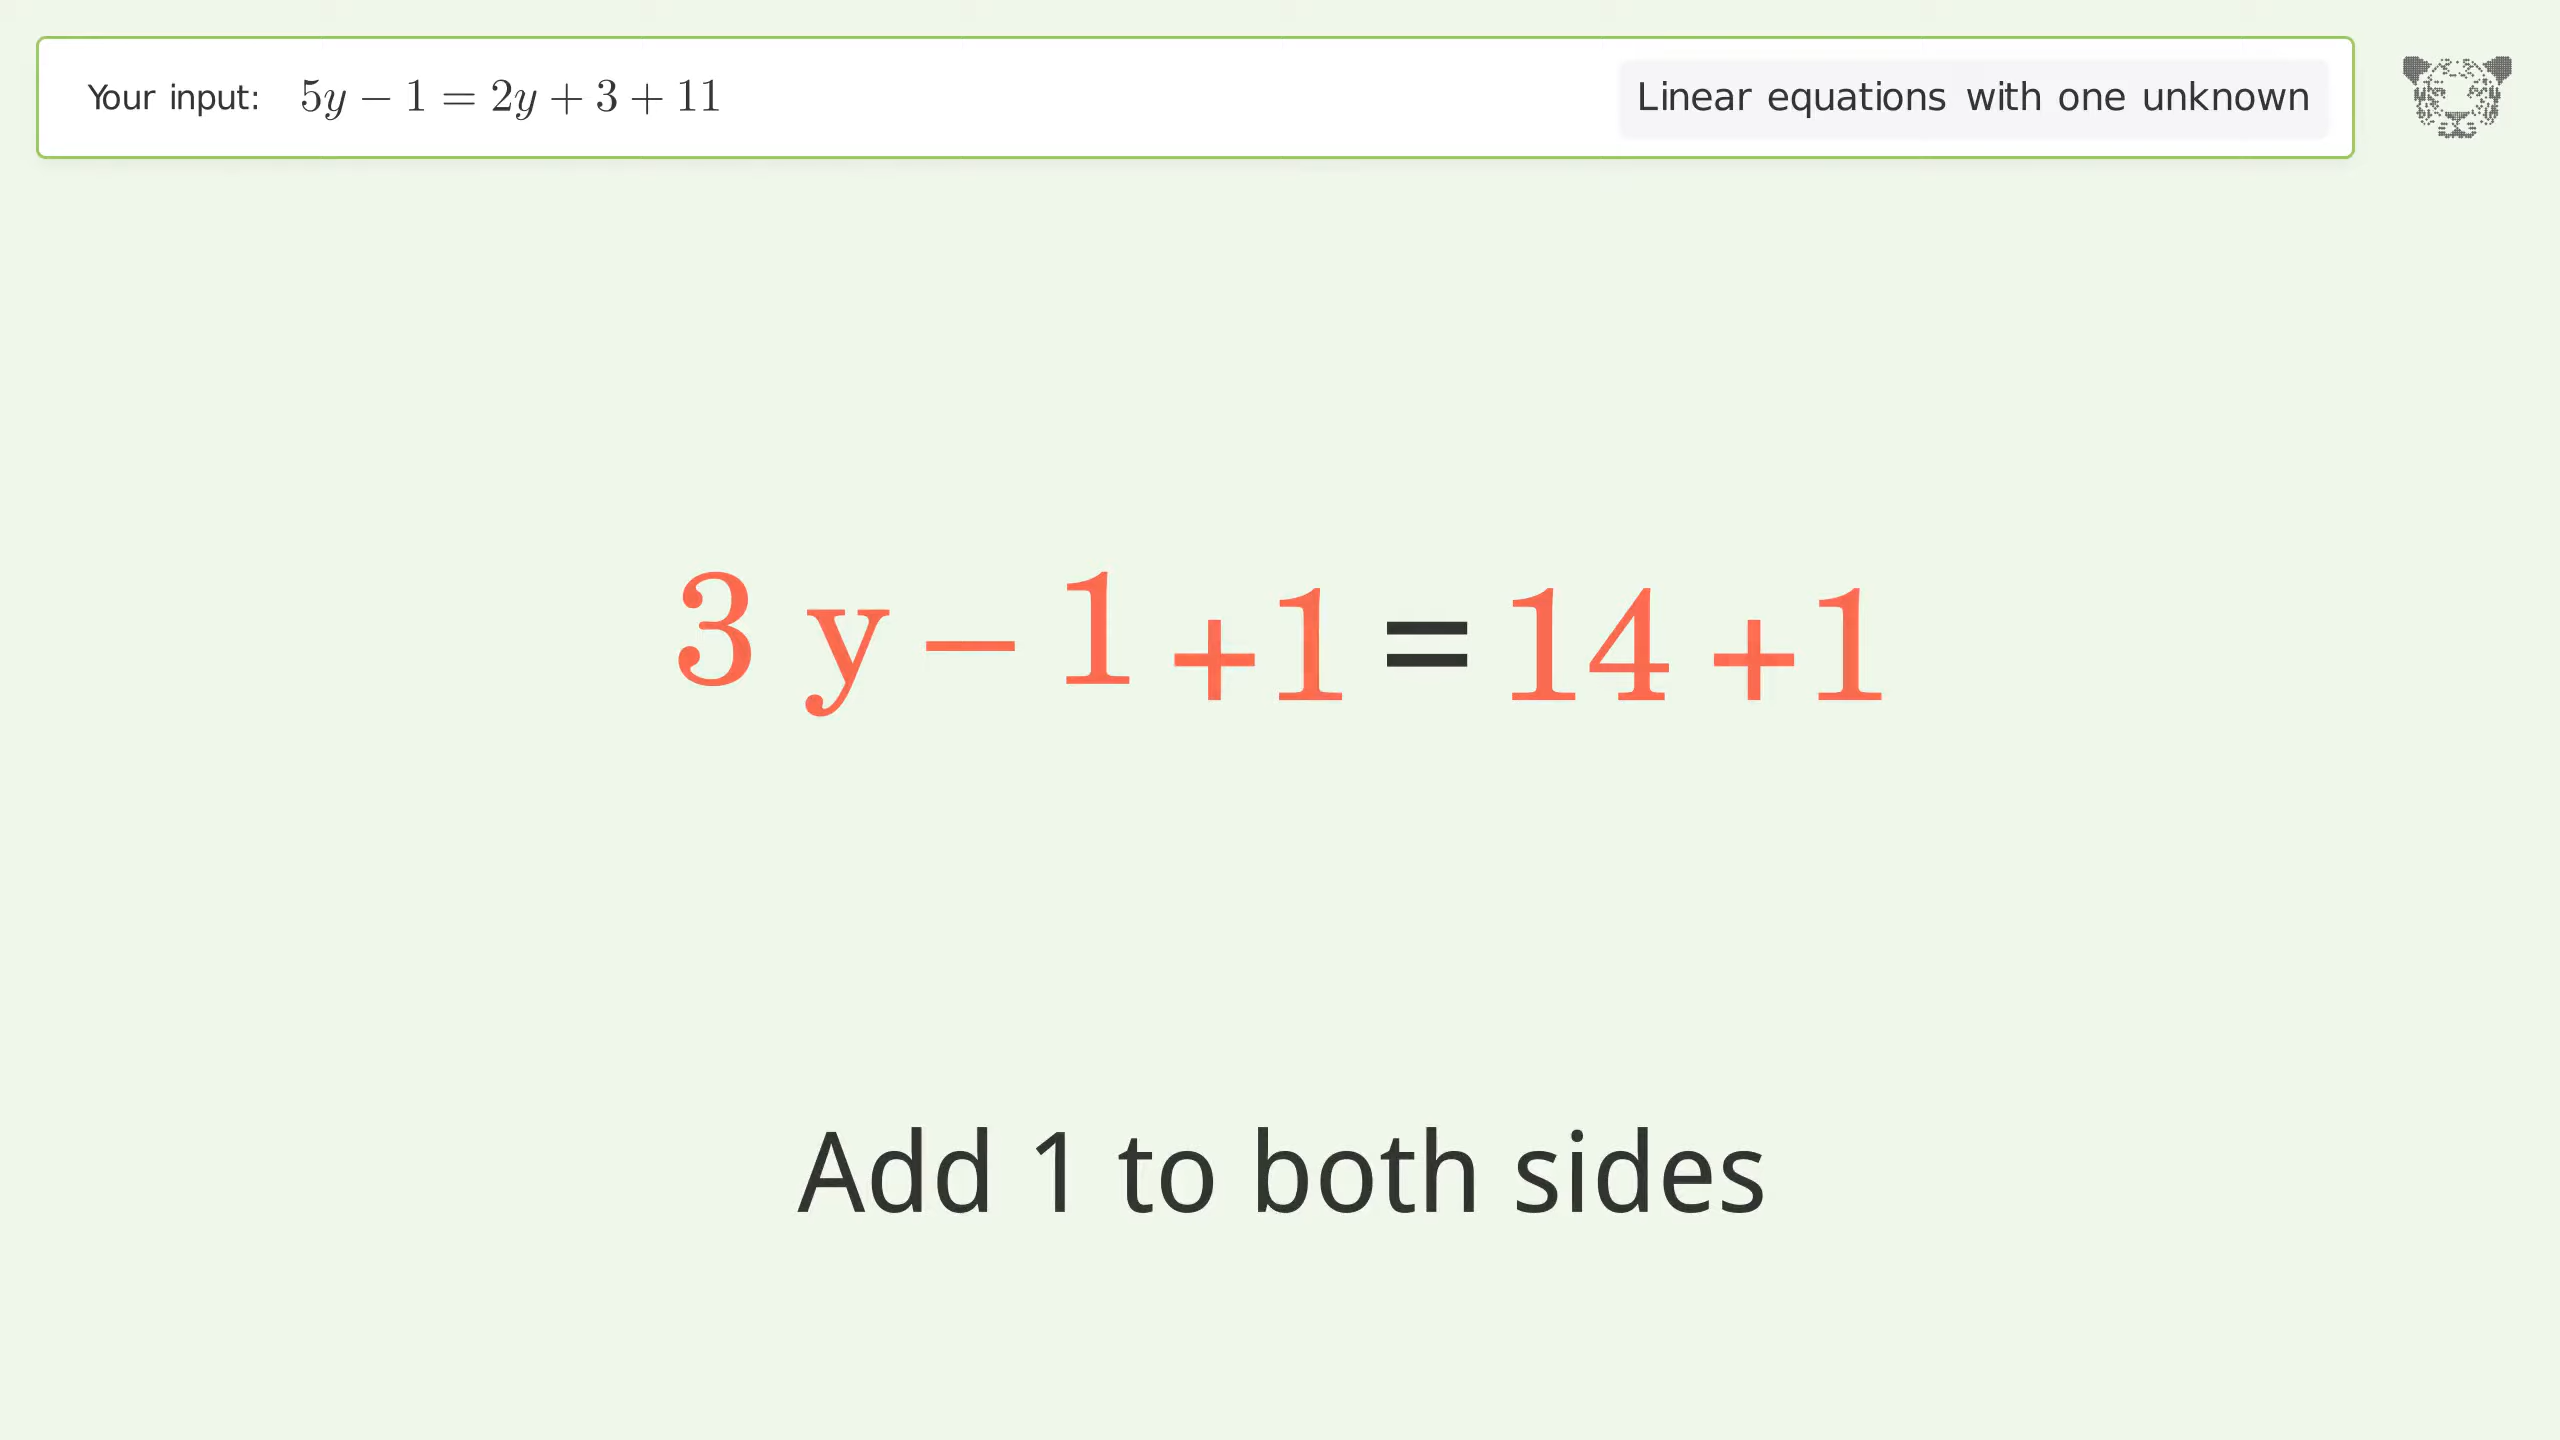 Your input: 5y − 1 = 2y + 3 + 11
Linear equations with one unknown
3 y − 1 +1 = 14 +1
Add 1 to both sides